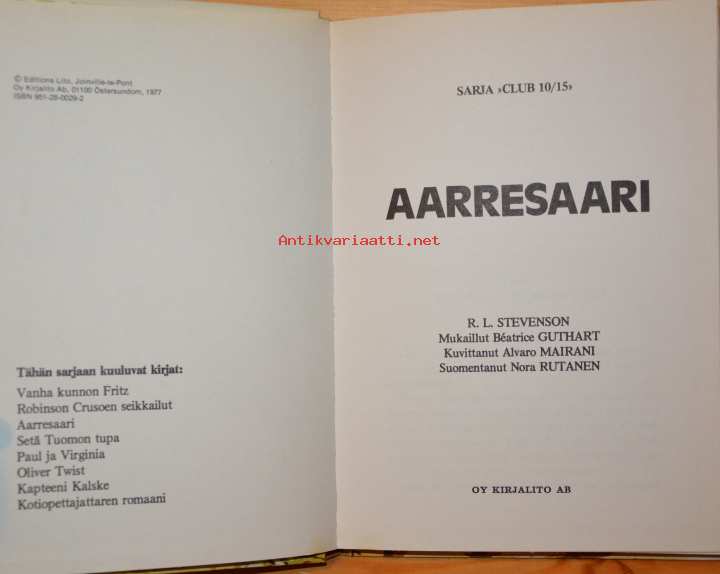 © Editions Lito, Joinville-le-Pont
Oy Kirjalito Ab, 01100 Östersundom, 1977
ISBN 951-28-0029-2
Tähän sarjaan kuuluvat kirjat:
Vanha kunnon Fritz
Robinson Crusoen seikkailut
Aarresaari
Setä Tuomon tupa
Paul ja Virginia
Oliver Twist
Kapteeni Kalske
Kotiopettajattaren romaani
SARJA »CLUB 10/15»
AARRESAARI
Antikvariaatti.net
R. L. STEVENSON
Mukaillut Béatrice GUTHART
Kuvittanut Alvaro MAIRANI
Suomentanut Nora RUTANEN
OY KIRJALITO AB